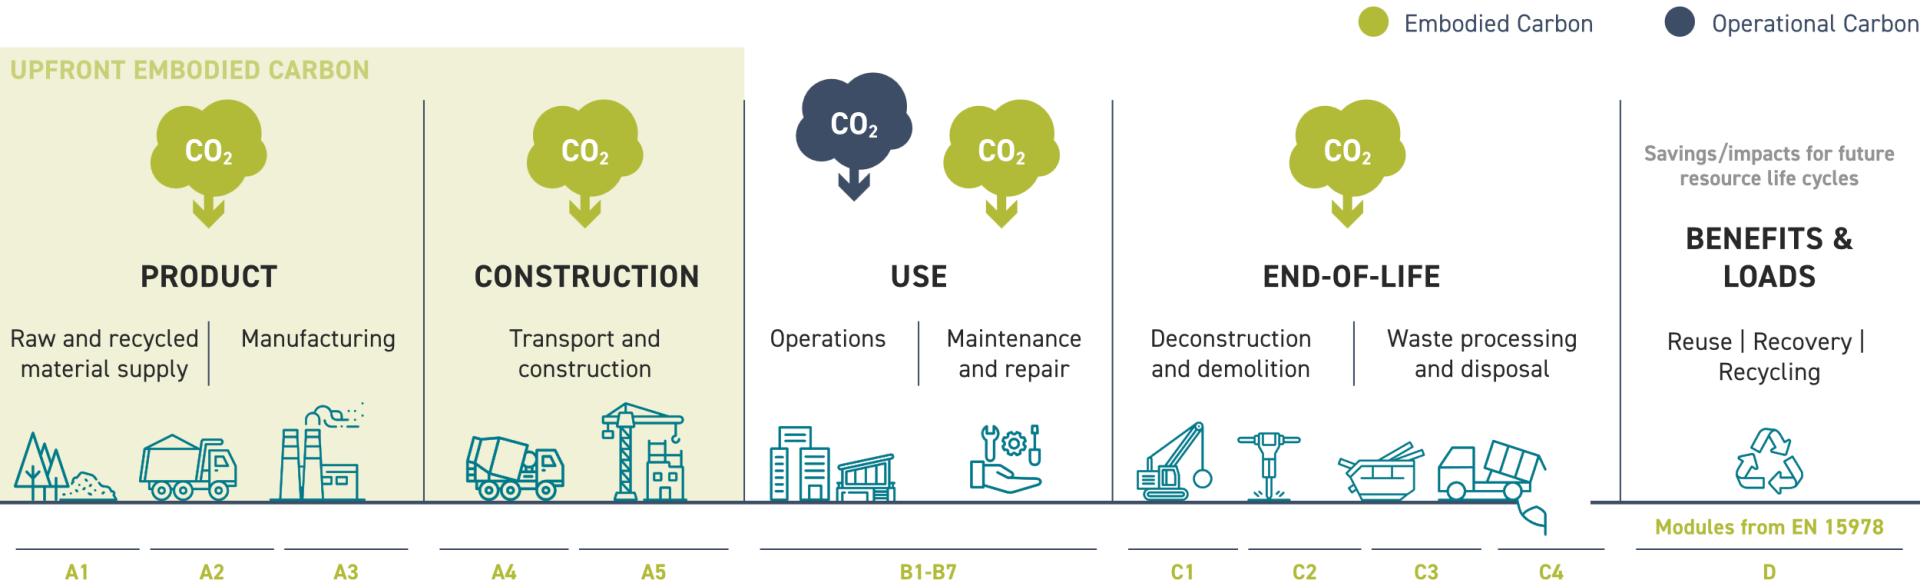 Embodied Carbon
Operational Carbon
UPFRONT EMBODIED CARBON
CO₂
CO₂
CO₂
CO₂
CO₂
Savings/impacts for future
resource life cycles
PRODUCT
CONSTRUCTION
USE
END-OF-LIFE
BENEFITS &
LOADS
Raw and recycled
material supply
Manufacturing
Transport and
construction
Operations
Maintenance
and repair
Deconstruction
and demolition
Waste processing
and disposal
Reuse | Recovery |
Recycling
Modules from EN 15978
A1
A2
A3
A4
A5
B1-B7
C1
C2
C3
C4
D